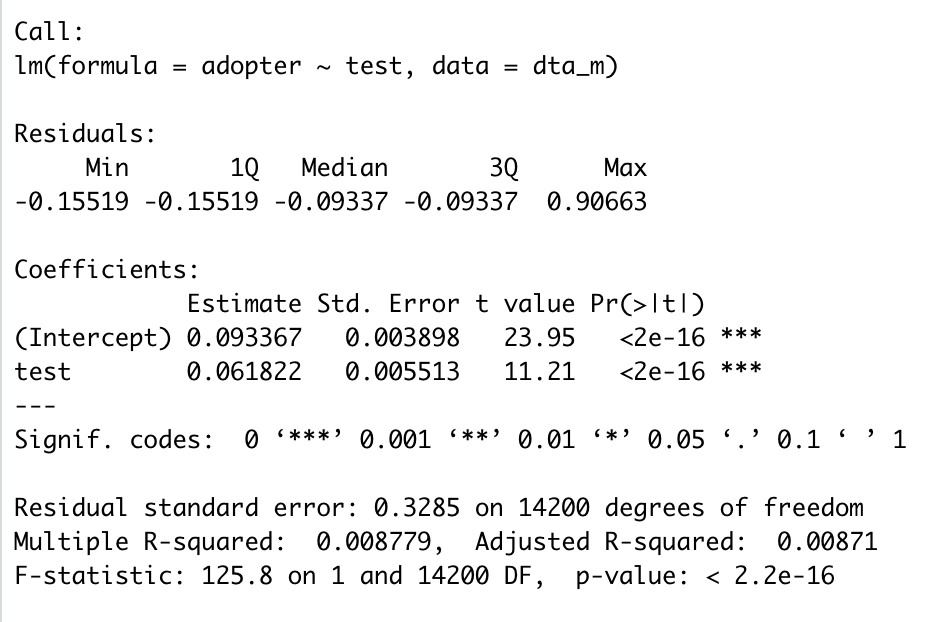 Call:
lm(formula = adopter ~ test, data = dta_m)
Residuals:
     Min       1Q   Median       3Q      Max
-0.15519 -0.15519 -0.09337 -0.09337  0.90663
Coefficients:
            Estimate Std. Error t value Pr(>|t|)
(Intercept) 0.093367   0.003898   23.95   <2e-16 ***
test        0.061822   0.005513   11.21   <2e-16 ***
---
Signif. codes:  0 ‘***’ 0.001 ‘**’ 0.01 ‘*’ 0.05 ‘.’ 0.1 ‘ ’ 1
Residual standard error: 0.3285 on 14200 degrees of freedom
Multiple R-squared:  0.008779,  Adjusted R-squared:  0.00871
F-statistic: 125.8 on 1 and 14200 DF,  p-value: < 2.2e-16